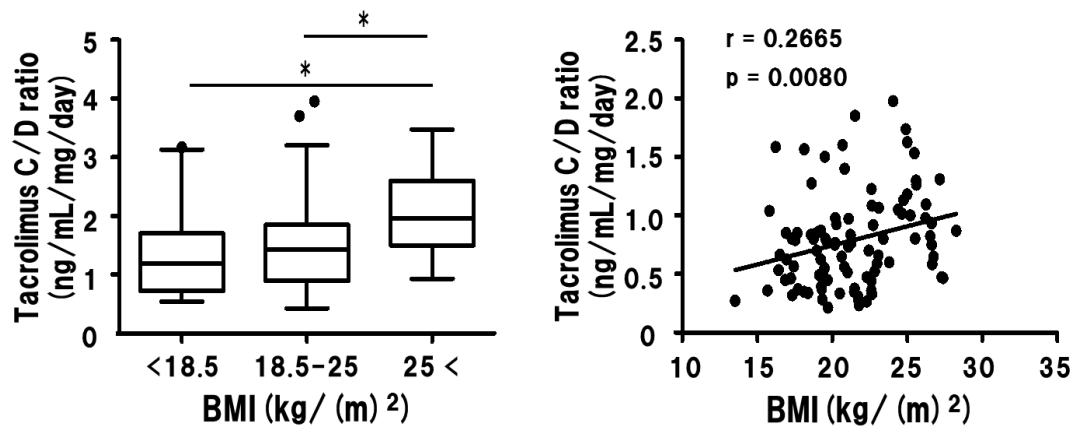 *
*
5
4
3
2
1
0
Tacrolimus C/D ratio
(ng/mL/mg/day)
<18.5 18.5-25 25 <
BMI (kg/ (m) 2)
r = 0.2665
p = 0.0080
2.5
2.0
1.5
1.0
0.5
0
Tacrolimus C/D ratio
(ng/mL/mg/day)
10 15 20 25 30 35
BMI (kg/ (m) 2)